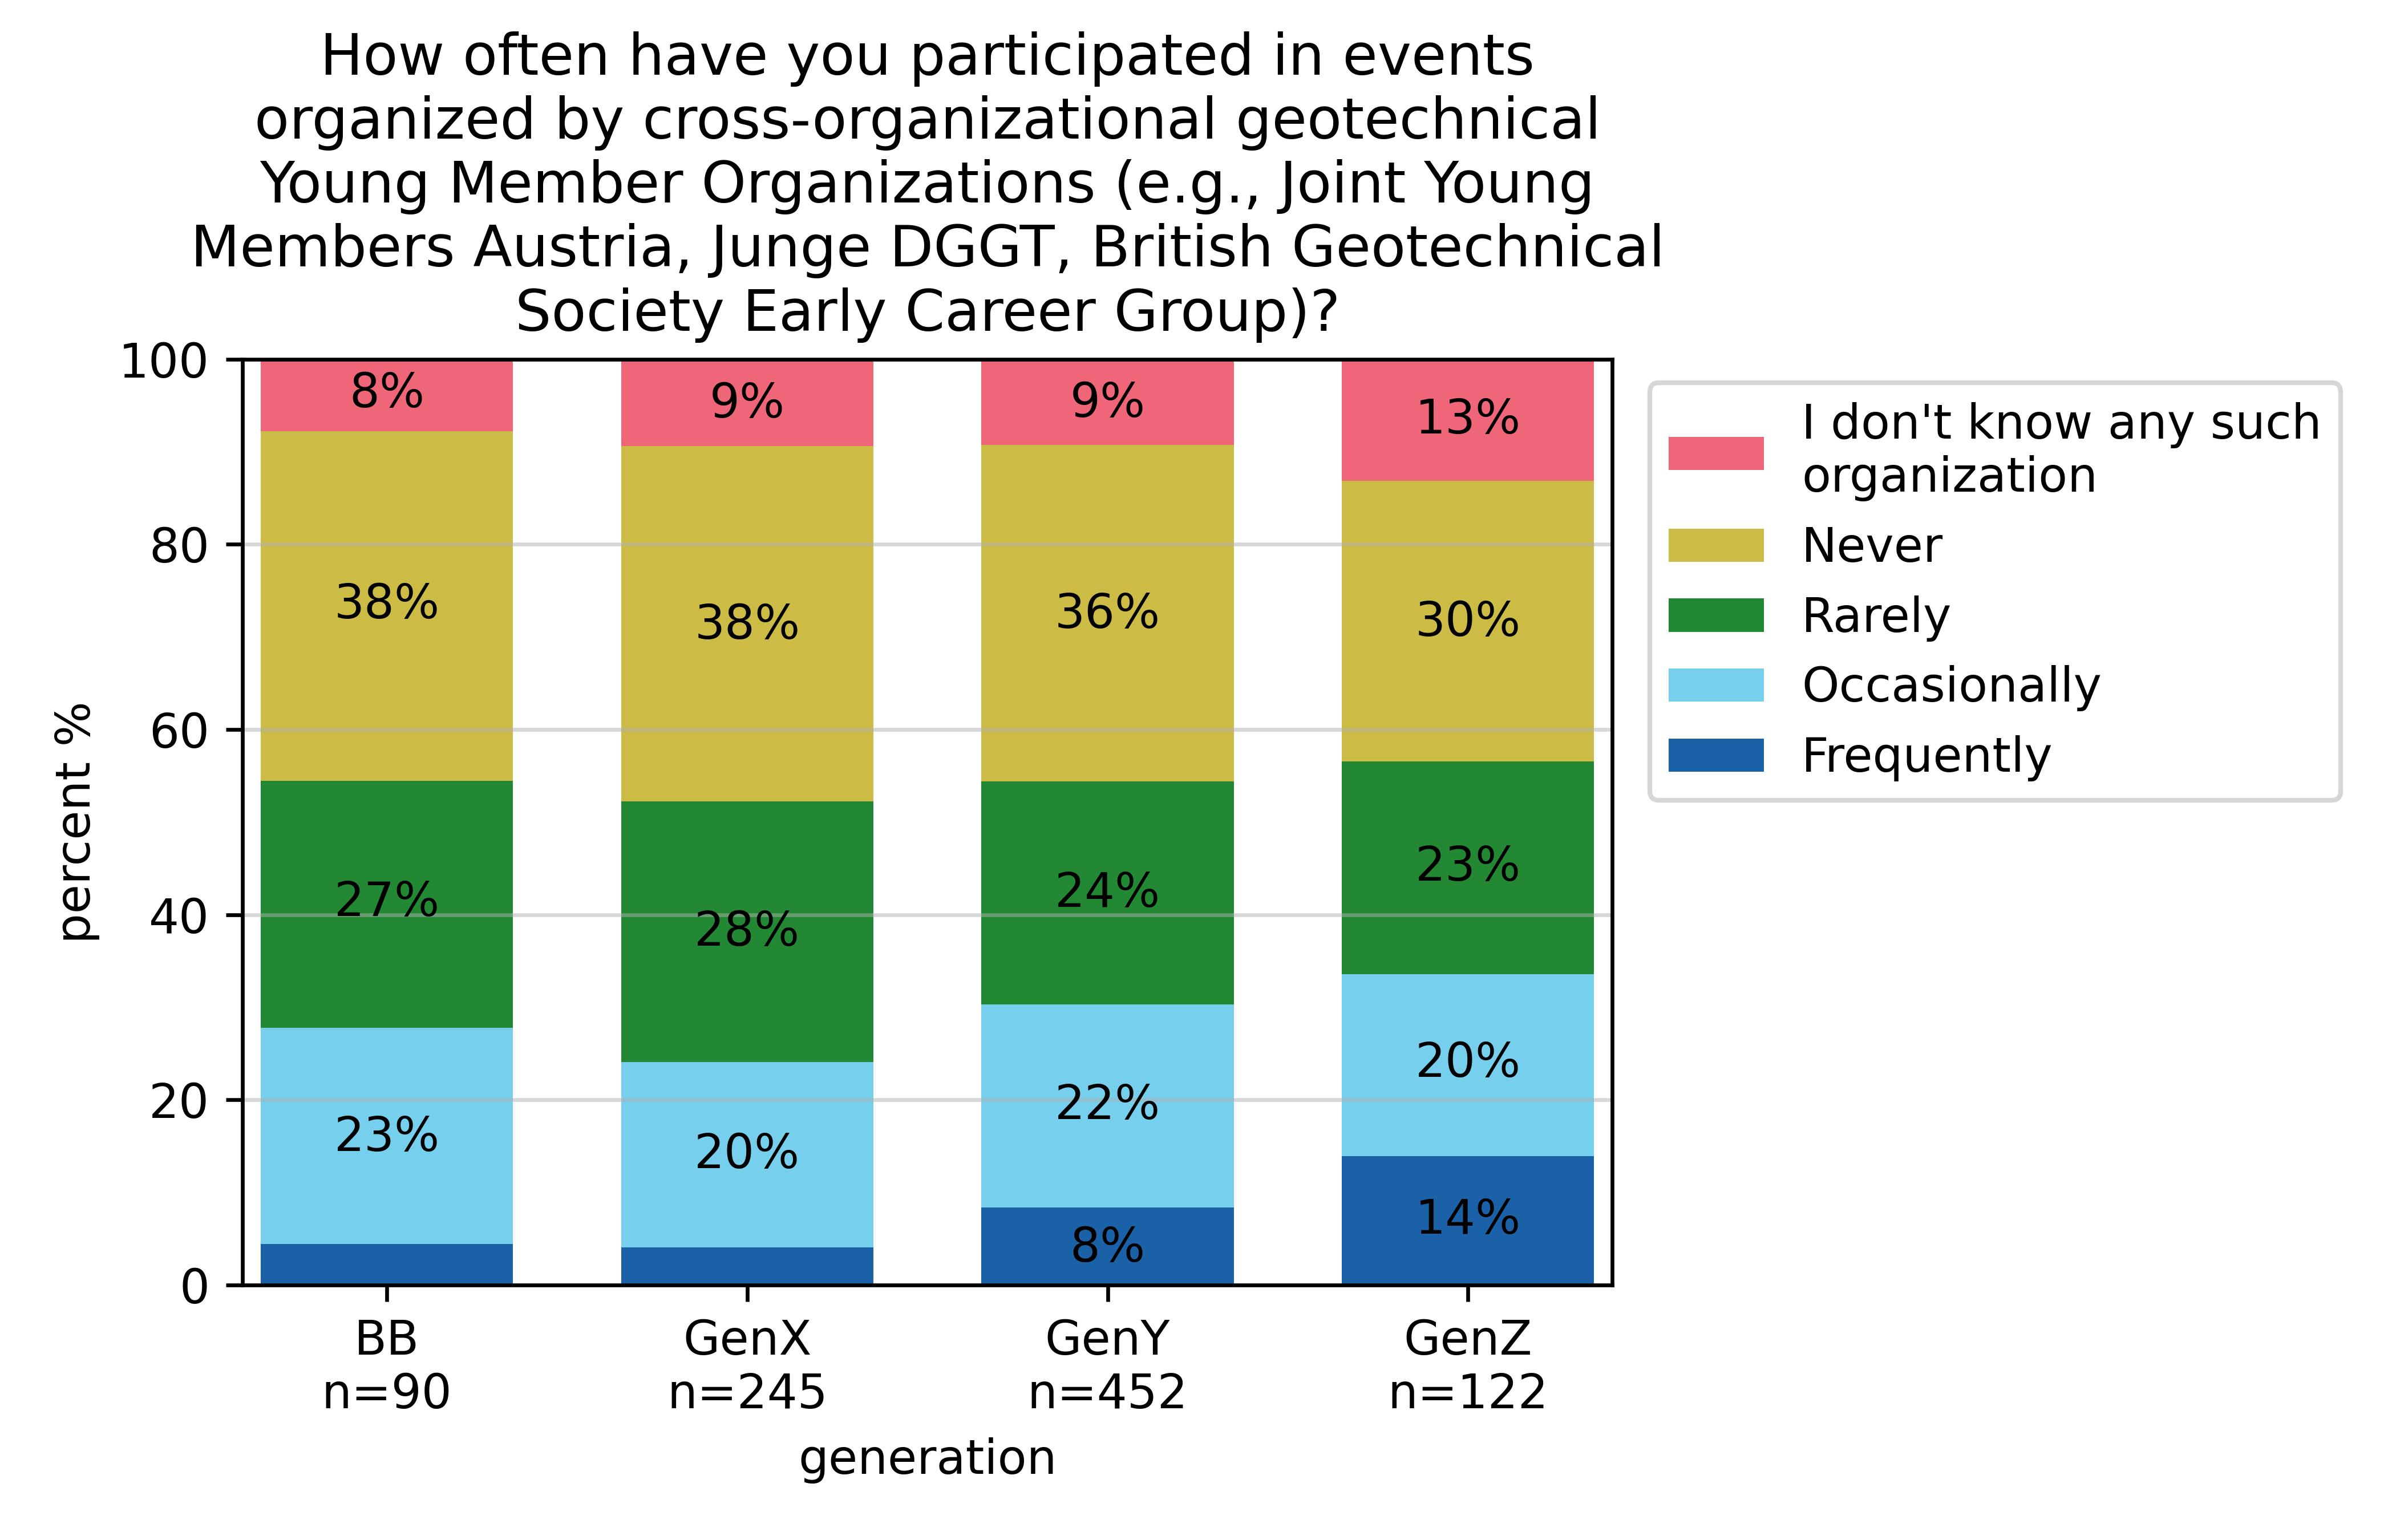 How often have you participated in events
organized by cross-organizational geotechnical
Young Member Organizations (e.g., Joint Young
Members Austria, Junge DGGT, British Geotechnical
Society Early Career Group)?
percent %
100
80
60
40
20
0
8%
38%
27%
23%
9%
38%
28%
20%
9%
36%
24%
22%
8%
13%
30%
23%
20%
14%
BB
n=90
GenX
n=245
GenY
n=452
GenZ
n=122
generation
I don't know any such
organization
Never
Rarely
Occasionally
Frequently